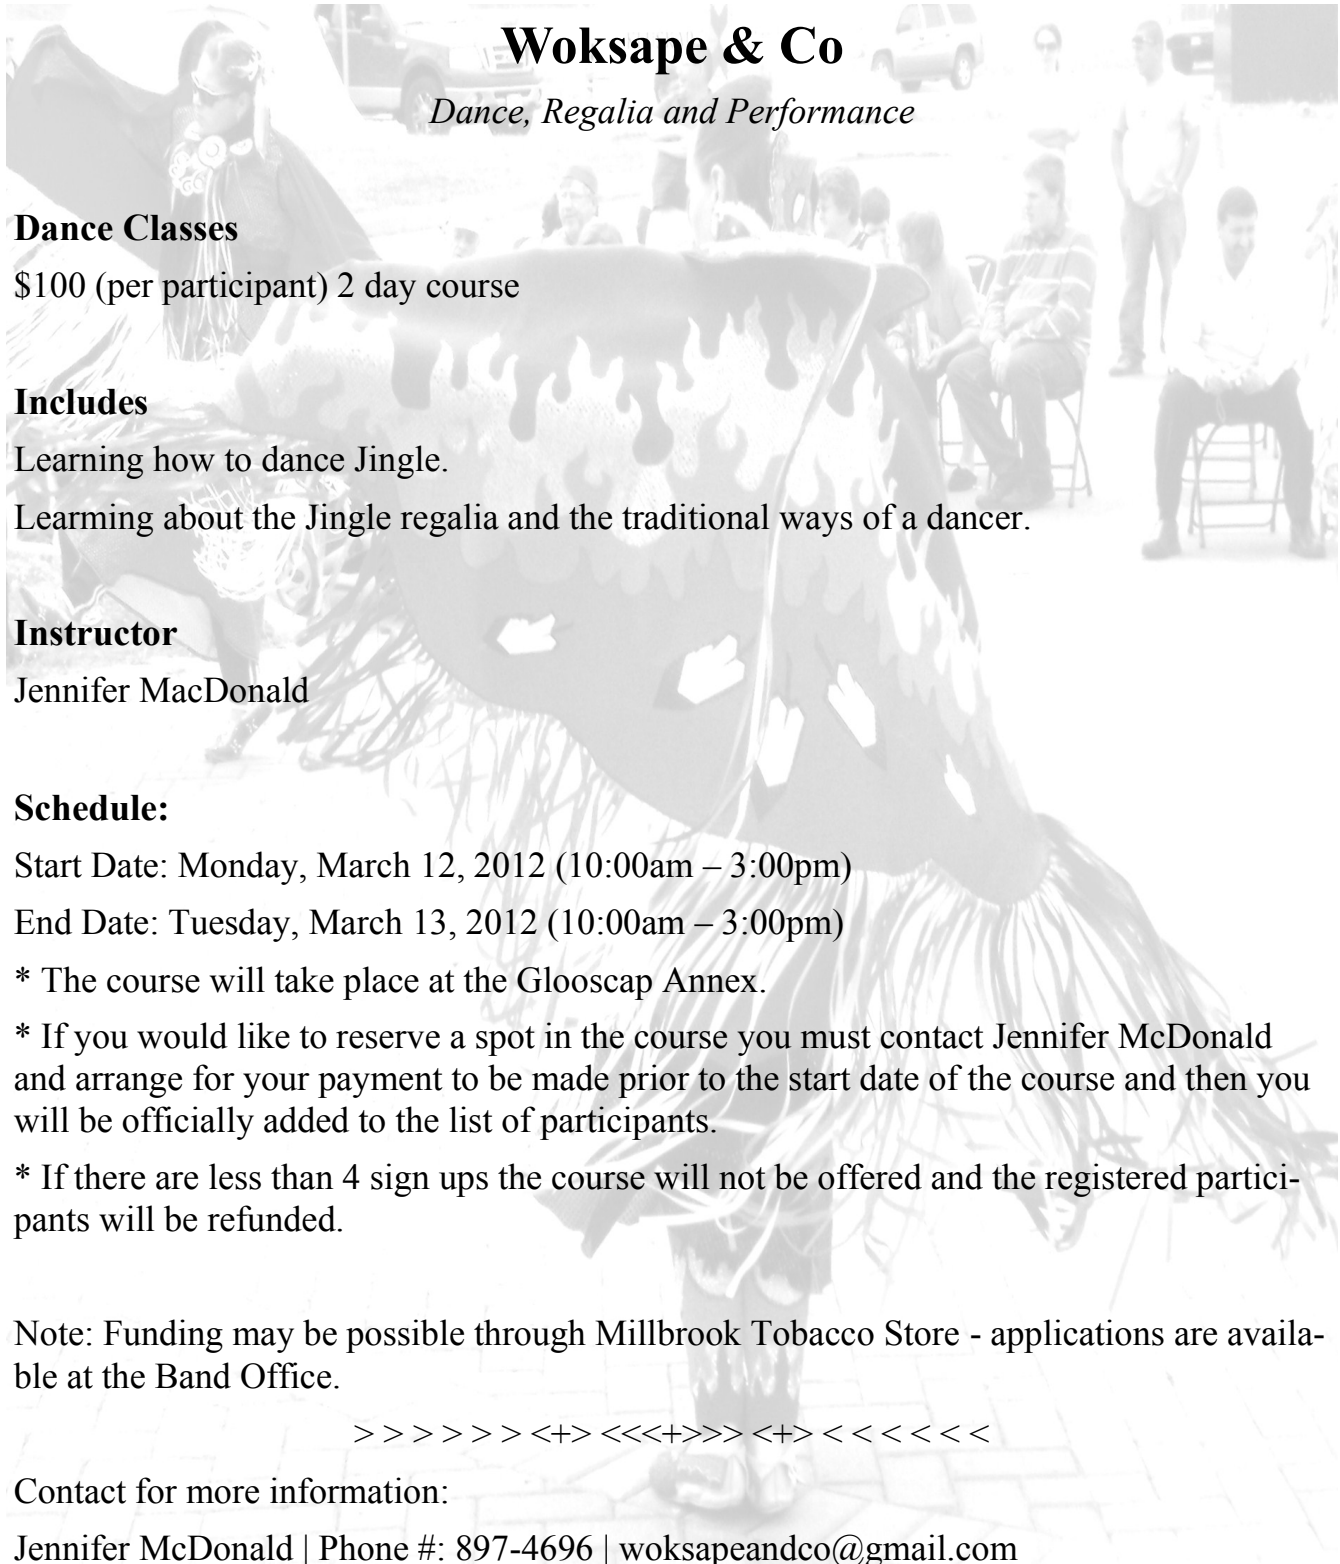 Woksape & Co
Dance, Regalia and Performance
Dance Classes
$100 (per participant) 2 day course
Includes
Learning how to dance Jingle.
Learming about the Jingle regalia and the traditional ways of a dancer.
Instructor
Jennifer MacDonald
Schedule:
Start Date: Monday, March 12, 2012 (10:00am – 3:00pm)
End Date: Tuesday, March 13, 2012 (10:00am – 3:00pm)
* The course will take place at the Glooscap Annex.
* If you would like to reserve a spot in the course you must contact Jennifer McDonald
and arrange for your payment to be made prior to the start date of the course and then you
will be officially added to the list of participants.
* If there are less than 4 sign ups the course will not be offered and the registered partici-
pants will be refunded.
Note: Funding may be possible through Millbrook Tobacco Store - applications are availa-
ble at the Band Office.
> > > > > > <+> <<<+>>> <+> < < < < < <
Contact for more information:
Jennifer McDonald | Phone #: 897-4696 | woksapeandco@gmail.com